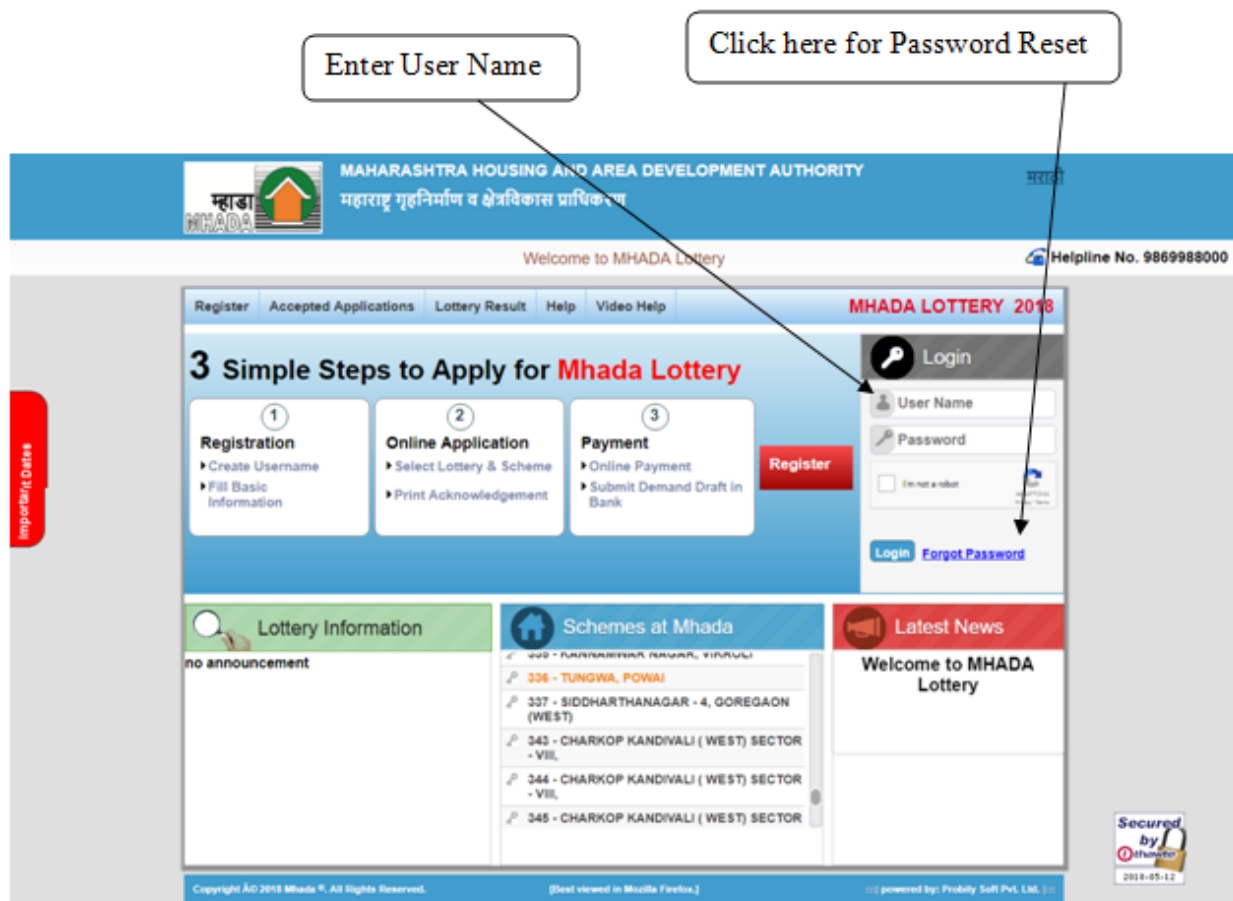 Enter User Name
Click here for Password Reset
म्हाडा
MHADA
MAHARASHTRA HOUSING AND AREA DEVELOPMENT AUTHORITY
महाराष्ट्र गृहनिर्माण व क्षेत्रविकास प्राधिकरण
मराठी
Welcome to MHADA Lottery
Helpline No. 9869988000
Register Accepted Applications Lottery Result Help Video Help
MHADA LOTTERY 2018
3 Simple Steps to Apply for Mhada Lottery
1
Registration
Create Username
Fill Basic
Information
2
Online Application
Select Lottery & Scheme
Print Acknowledgement
3
Payment
Online Payment
Submit Demand Draft in
Bank
Register
Login
User Name
Password
I'm not a robot
Login Forgot Password
Important Dates
Lottery Information
no announcement
Schemes at Mhada
335 - KANNAMWAR NAGAR, VIKROLI
336 - TUNGWA, POWAI
337 - SIDDHARTHANAGAR - 4, GOREGAON
(WEST)
343 - CHARKOP KANDIVALI ( WEST) SECTOR
- VIII,
344 - CHARKOP KANDIVALI ( WEST) SECTOR
- VIII,
345 - CHARKOP KANDIVALI ( WEST) SECTOR
Latest News
Welcome to MHADA
Lottery
Secured
by
thawte
2018-05-12
Copyright Â© 2018 Mhada ®. All Rights Reserved.
[Best viewed in Mozilla Firefox.]
:::| powered by: Probity Soft Pvt. Ltd. |:::